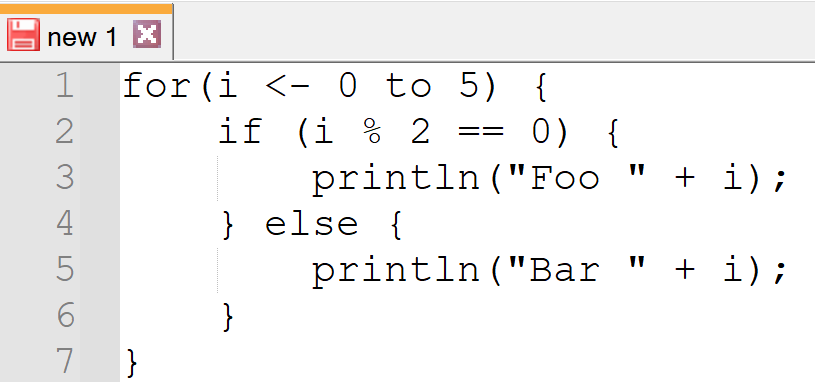 new 1
1 for(i <- 0 to 5) {
2     if (i % 2 == 0) {
3         println("Foo " + i);
4     } else {
5         println("Bar " + i);
6     }
7 }